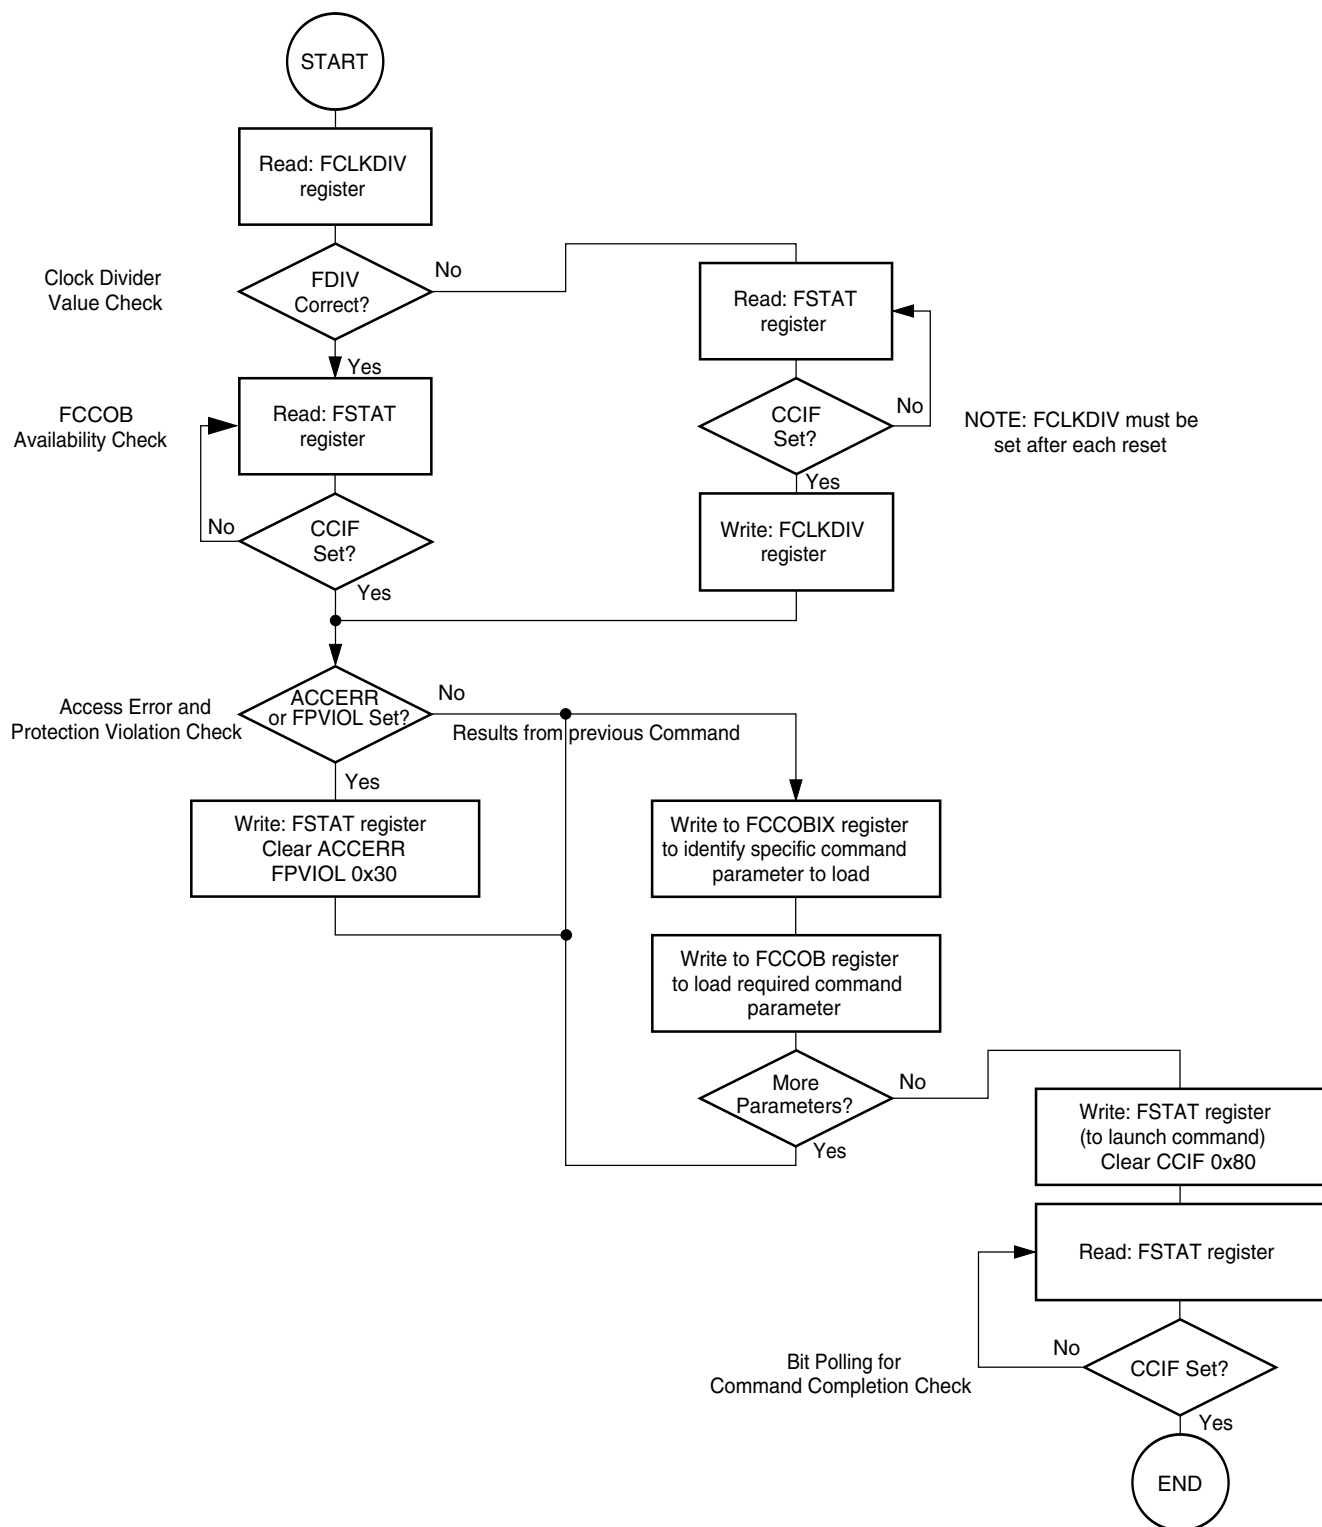 START
Read: FCLKDIV
register
Clock Divider
Value Check
FDIV
Correct?
No
Yes
Read: FSTAT
register
CCIF
Set?
No
Yes
NOTE: FCLKDIV must be
set after each reset
Write: FCLKDIV
register
FCCOB
Availability Check
Read: FSTAT
register
No
CCIF
Set?
Yes
Access Error and
Protection Violation Check
ACCERR
or FPVIOL Set?
No
Results from previous Command
Yes
Write: FSTAT register
Clear ACCERR
FPVIOL 0x30
Write to FCCOBIX register
to identify specific command
parameter to load
Write to FCCOB register
to load required command
parameter
More
Parameters?
No
Yes
Write: FSTAT register
(to launch command)
Clear CCIF 0x80
Read: FSTAT register
Bit Polling for
Command Completion Check
No
CCIF Set?
Yes
END